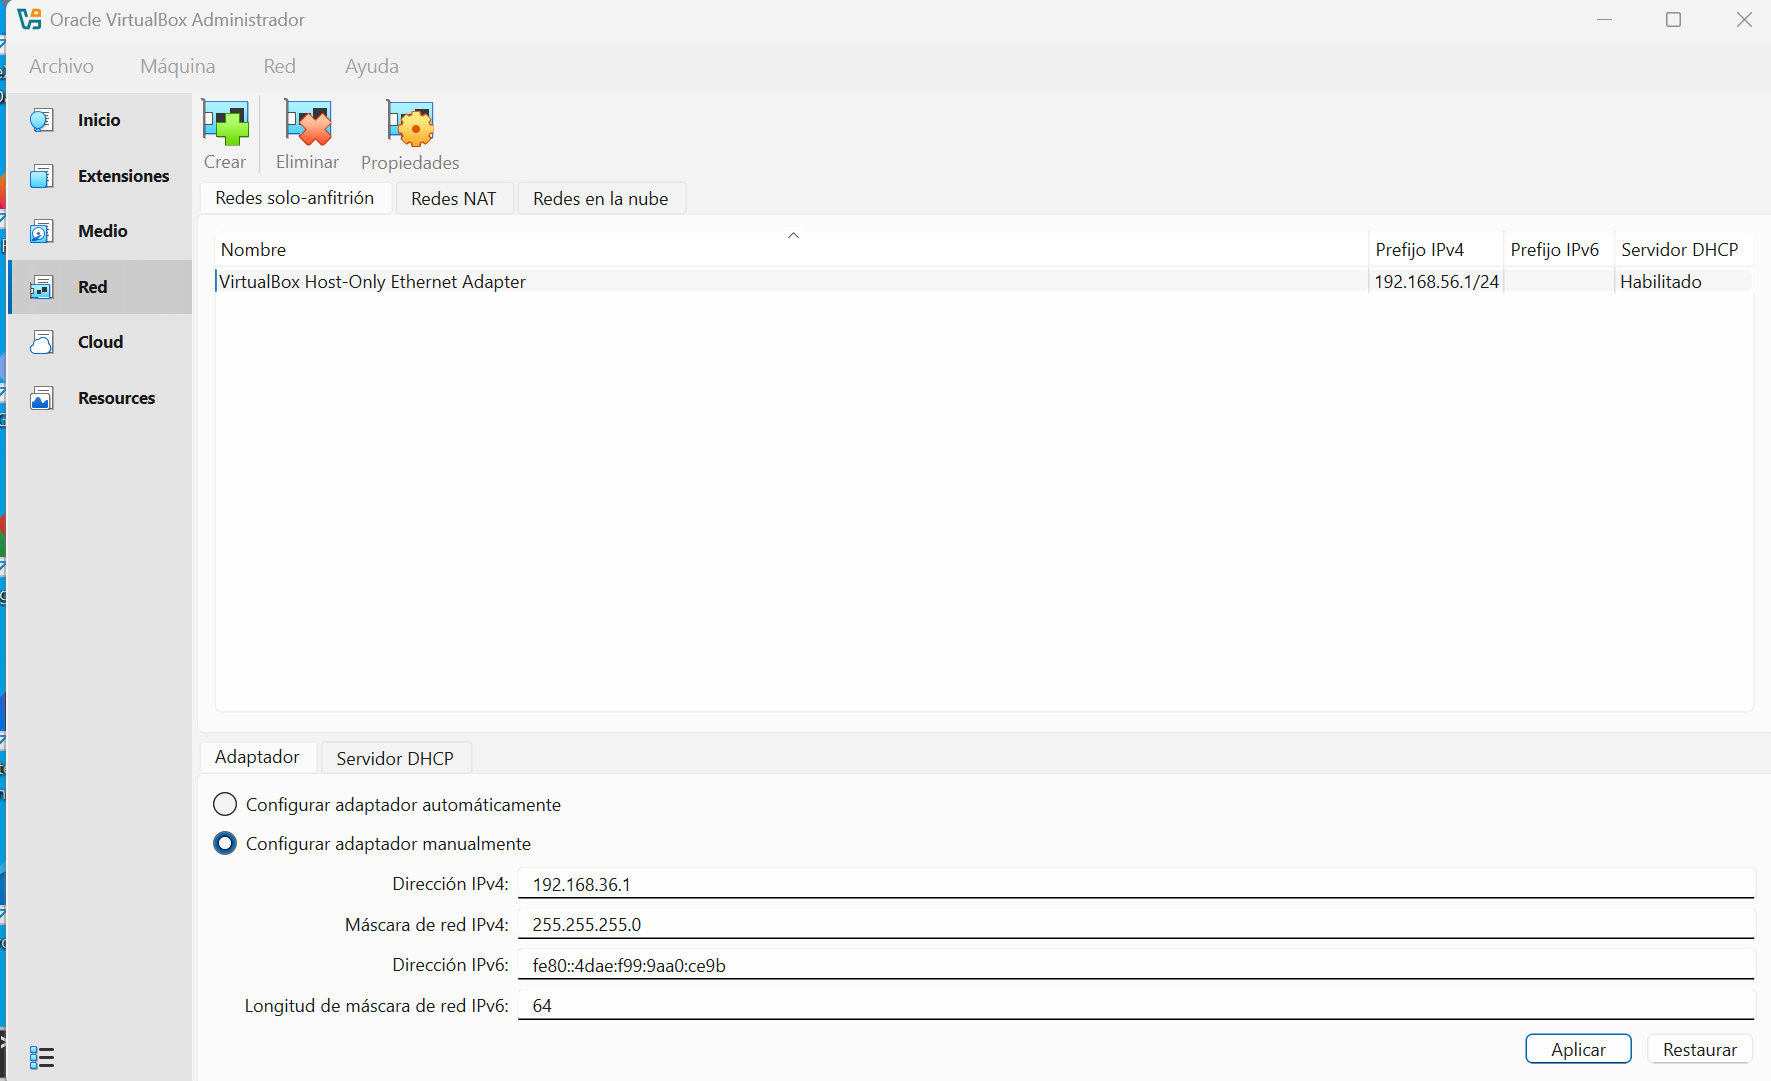 Oracle VirtualBox Administrador
Archivo Máquina Red Ayuda
Inicio
Extensiones
Medio
Red
Cloud
Resources
Crear Eliminar Propiedades
Redes solo-anfitrión Redes NAT Redes en la nube
Nombre Prefijo IPv4 Prefijo IPv6 Servidor DHCP
VirtualBox Host-Only Ethernet Adapter 192.168.56.1/24 Habilitado
Adaptador Servidor DHCP
Configurar adaptador automáticamente
Configurar adaptador manualmente
Dirección IPv4: 192.168.36.1
Máscara de red IPv4: 255.255.255.0
Dirección IPv6: fe80::4dae:f99:9aa0:ce9b
Longitud de máscara de red IPv6: 64
Aplicar Restaurar